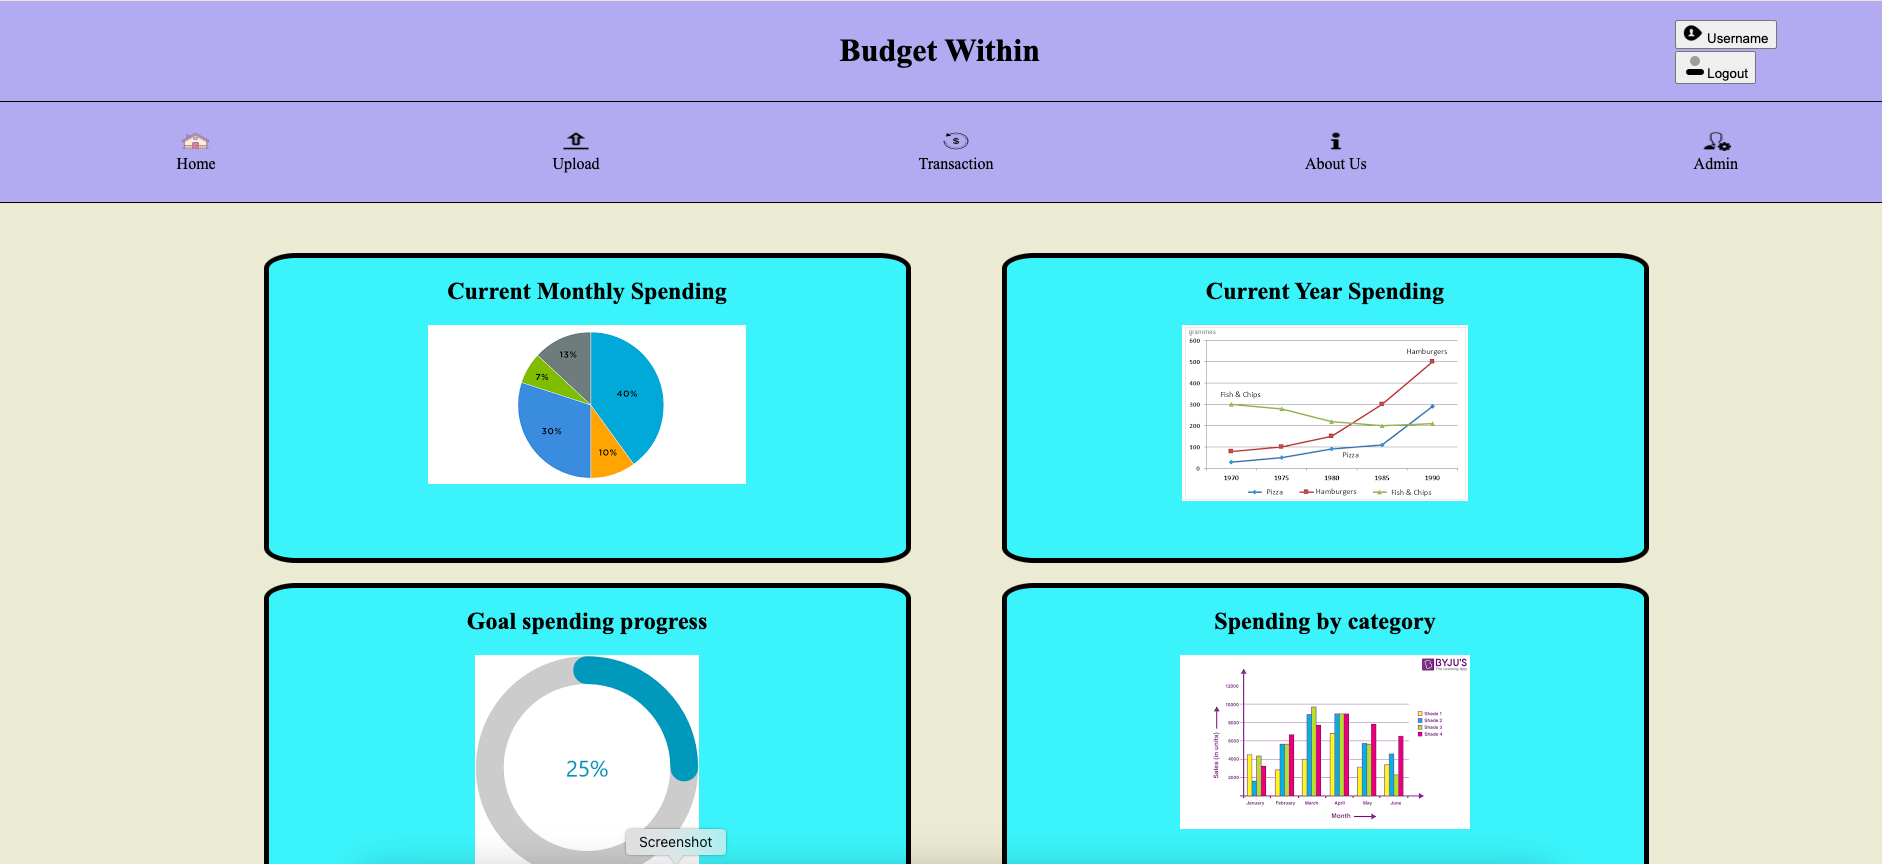 Budget Within
Username
Logout
Home
Upload
Transaction
About Us
Admin
Current Monthly Spending
13%
7%
40%
30%
10%
Current Year Spending
grammes
600
500
400
300
200
100
0
Hamburgers
Fish & Chips
Pizza
1970 1975 1980 1985 1990
Pizza Hamburgers Fish & Chips
Goal spending progress
25%
Screenshot
Spending by category
BYJU'S
The Learning App
12000
10000
8000
6000
4000
2000
Sales (in units)
Shade 1
Shade 2
Shade 3
Shade 4
January February March April May June
Month